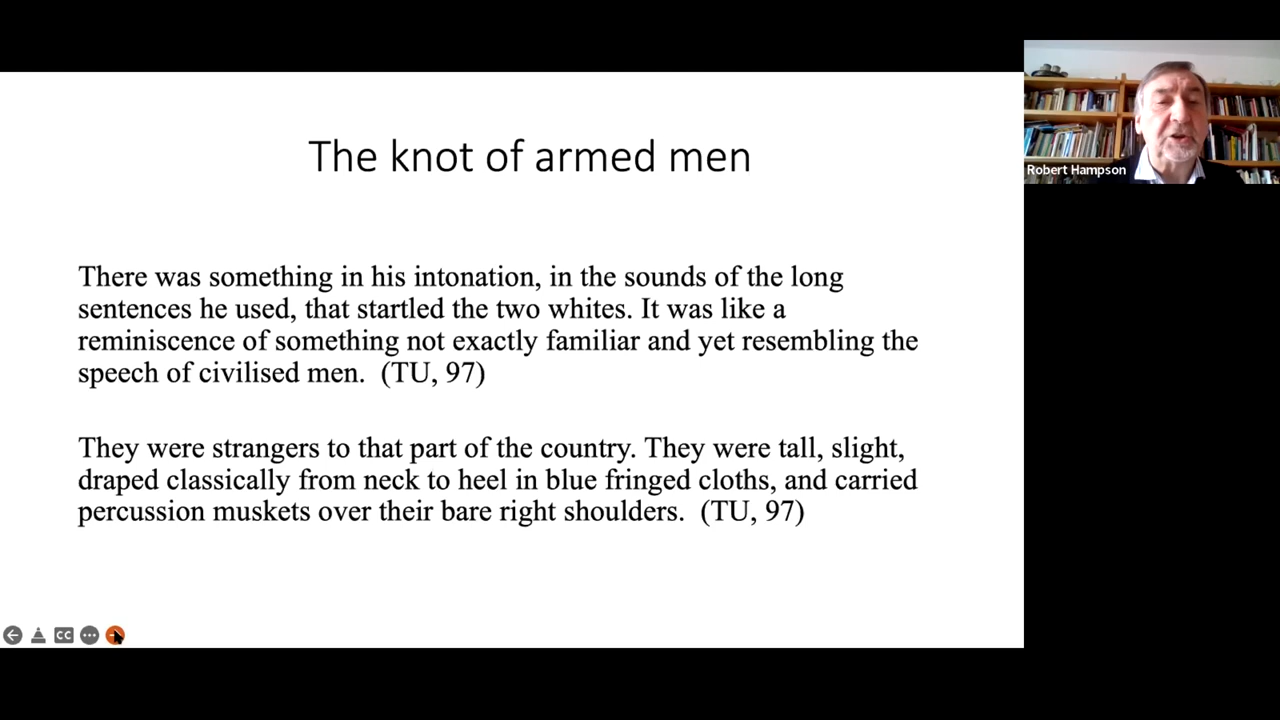 The knot of armed men
Robert Hampson
There was something in his intonation, in the sounds of the long
sentences he used, that startled the two whites. It was like a
reminiscence of something not exactly familiar and yet resembling the
speech of civilised men.  (TU, 97)
They were strangers to that part of the country. They were tall, slight,
draped classically from neck to heel in blue fringed cloths, and carried
percussion muskets over their bare right shoulders.  (TU, 97)
CC